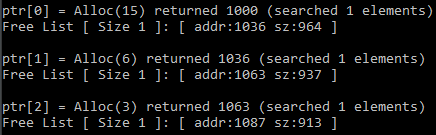 ptr[0] = Alloc(15) returned 1000 (searched 1 elements)
Free List [ Size 1 ]: [ addr:1036 sz:964 ]
ptr[1] = Alloc(6) returned 1036 (searched 1 elements)
Free List [ Size 1 ]: [ addr:1063 sz:937 ]
ptr[2] = Alloc(3) returned 1063 (searched 1 elements)
Free List [ Size 1 ]: [ addr:1087 sz:913 ]